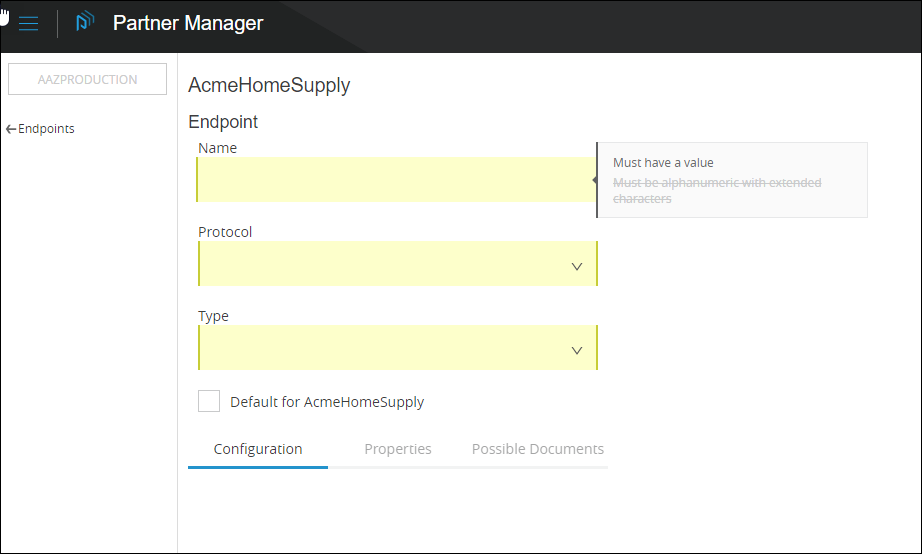 Partner Manager
AAZPRODUCTION
Endpoints
AcmeHomeSupply
Endpoint
Name
Must have a value
Must be alphanumeric with extended
characters
Protocol
Type
Default for AcmeHomeSupply
Configuration Properties Possible Documents